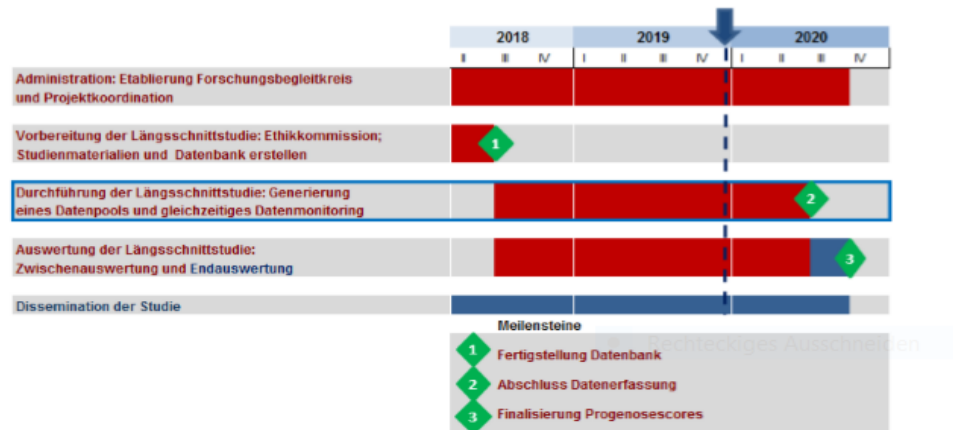 2018 2019 2020
II III IV I II III IV I II III IV
Administration: Etablierung Forschungsbegleitkreis
und Projektkoordination
Vorbereitung der Längsschnittstudie: Ethikkommission;
Studienmaterialien und Datenbank erstellen
1
Durchführung der Längsschnittstudie: Generierung
eines Datenpools und gleichzeitiges Datenmonitoring
2
Auswertung der Längsschnittstudie:
Zwischenauswertung und Endauswertung
3
Dissemination der Studie
Meilensteine
Rechteckiges Ausschneiden
1 Fertigstellung Datenbank
2 Abschluss Datenerfassung
3 Finalisierung Progenosescores